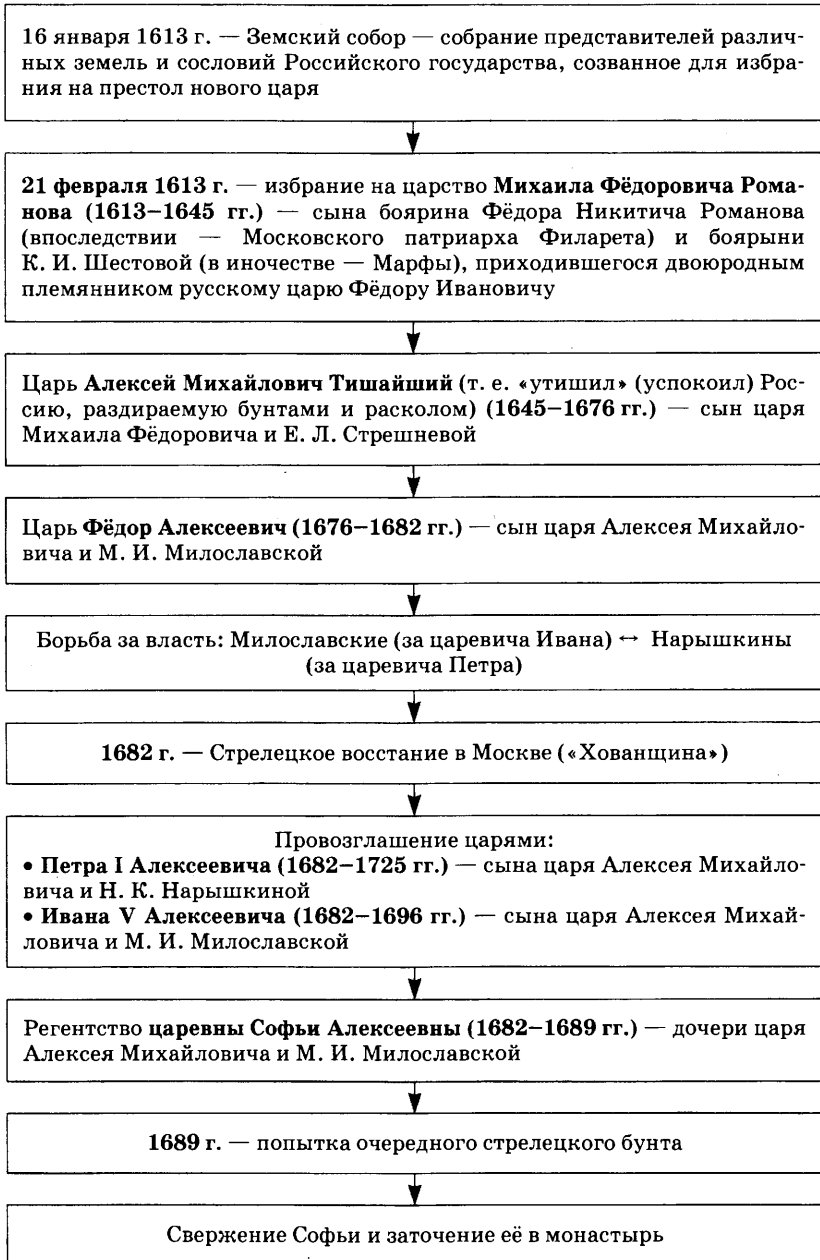 16 января 1613 г. — Земский собор — собрание представителей различ-
ных земель и сословий Российского государства, созванное для избра-
ния на престол нового царя
21 февраля 1613 г. — избрание на царство Михаила Фёдоровича Рома-
нова (1613–1645 гг.) — сына боярина Фёдора Никитича Романова
(впоследствии — Московского патриарха Филарета) и боярыни
К. И. Шестовой (в иночестве — Марфы), приходившегося двоюродным
племянником русскому царю Фёдору Ивановичу
Царь Алексей Михайлович Тишайший (т. е. «утишил» (успокоил) Рос-
сию, раздираемую бунтами и расколом) (1645–1676 гг.) — сын царя
Михаила Фёдоровича и Е. Л. Стрешневой
Царь Фёдор Алексеевич (1676–1682 гг.) — сын царя Алексея Михайло-
вича и М. И. Милославской
Борьба за власть: Милославские (за царевича Ивана) ↔ Нарышкины
(за царевича Петра)
1682 г. — Стрелецкое восстание в Москве («Хованщина»)
Провозглашение царями:
• Петра I Алексеевича (1682–1725 гг.) — сына царя Алексея Михайло-
вича и Н. К. Нарышкиной
• Ивана V Алексеевича (1682–1696 гг.) — сына царя Алексея Михай-
ловича и М. И. Милославской
Регентство царевны Софьи Алексеевны (1682–1689 гг.) — дочери царя
Алексея Михайловича и М. И. Милославской
1689 г. — попытка очередного стрелецкого бунта
Свержение Софьи и заточение её в монастырь